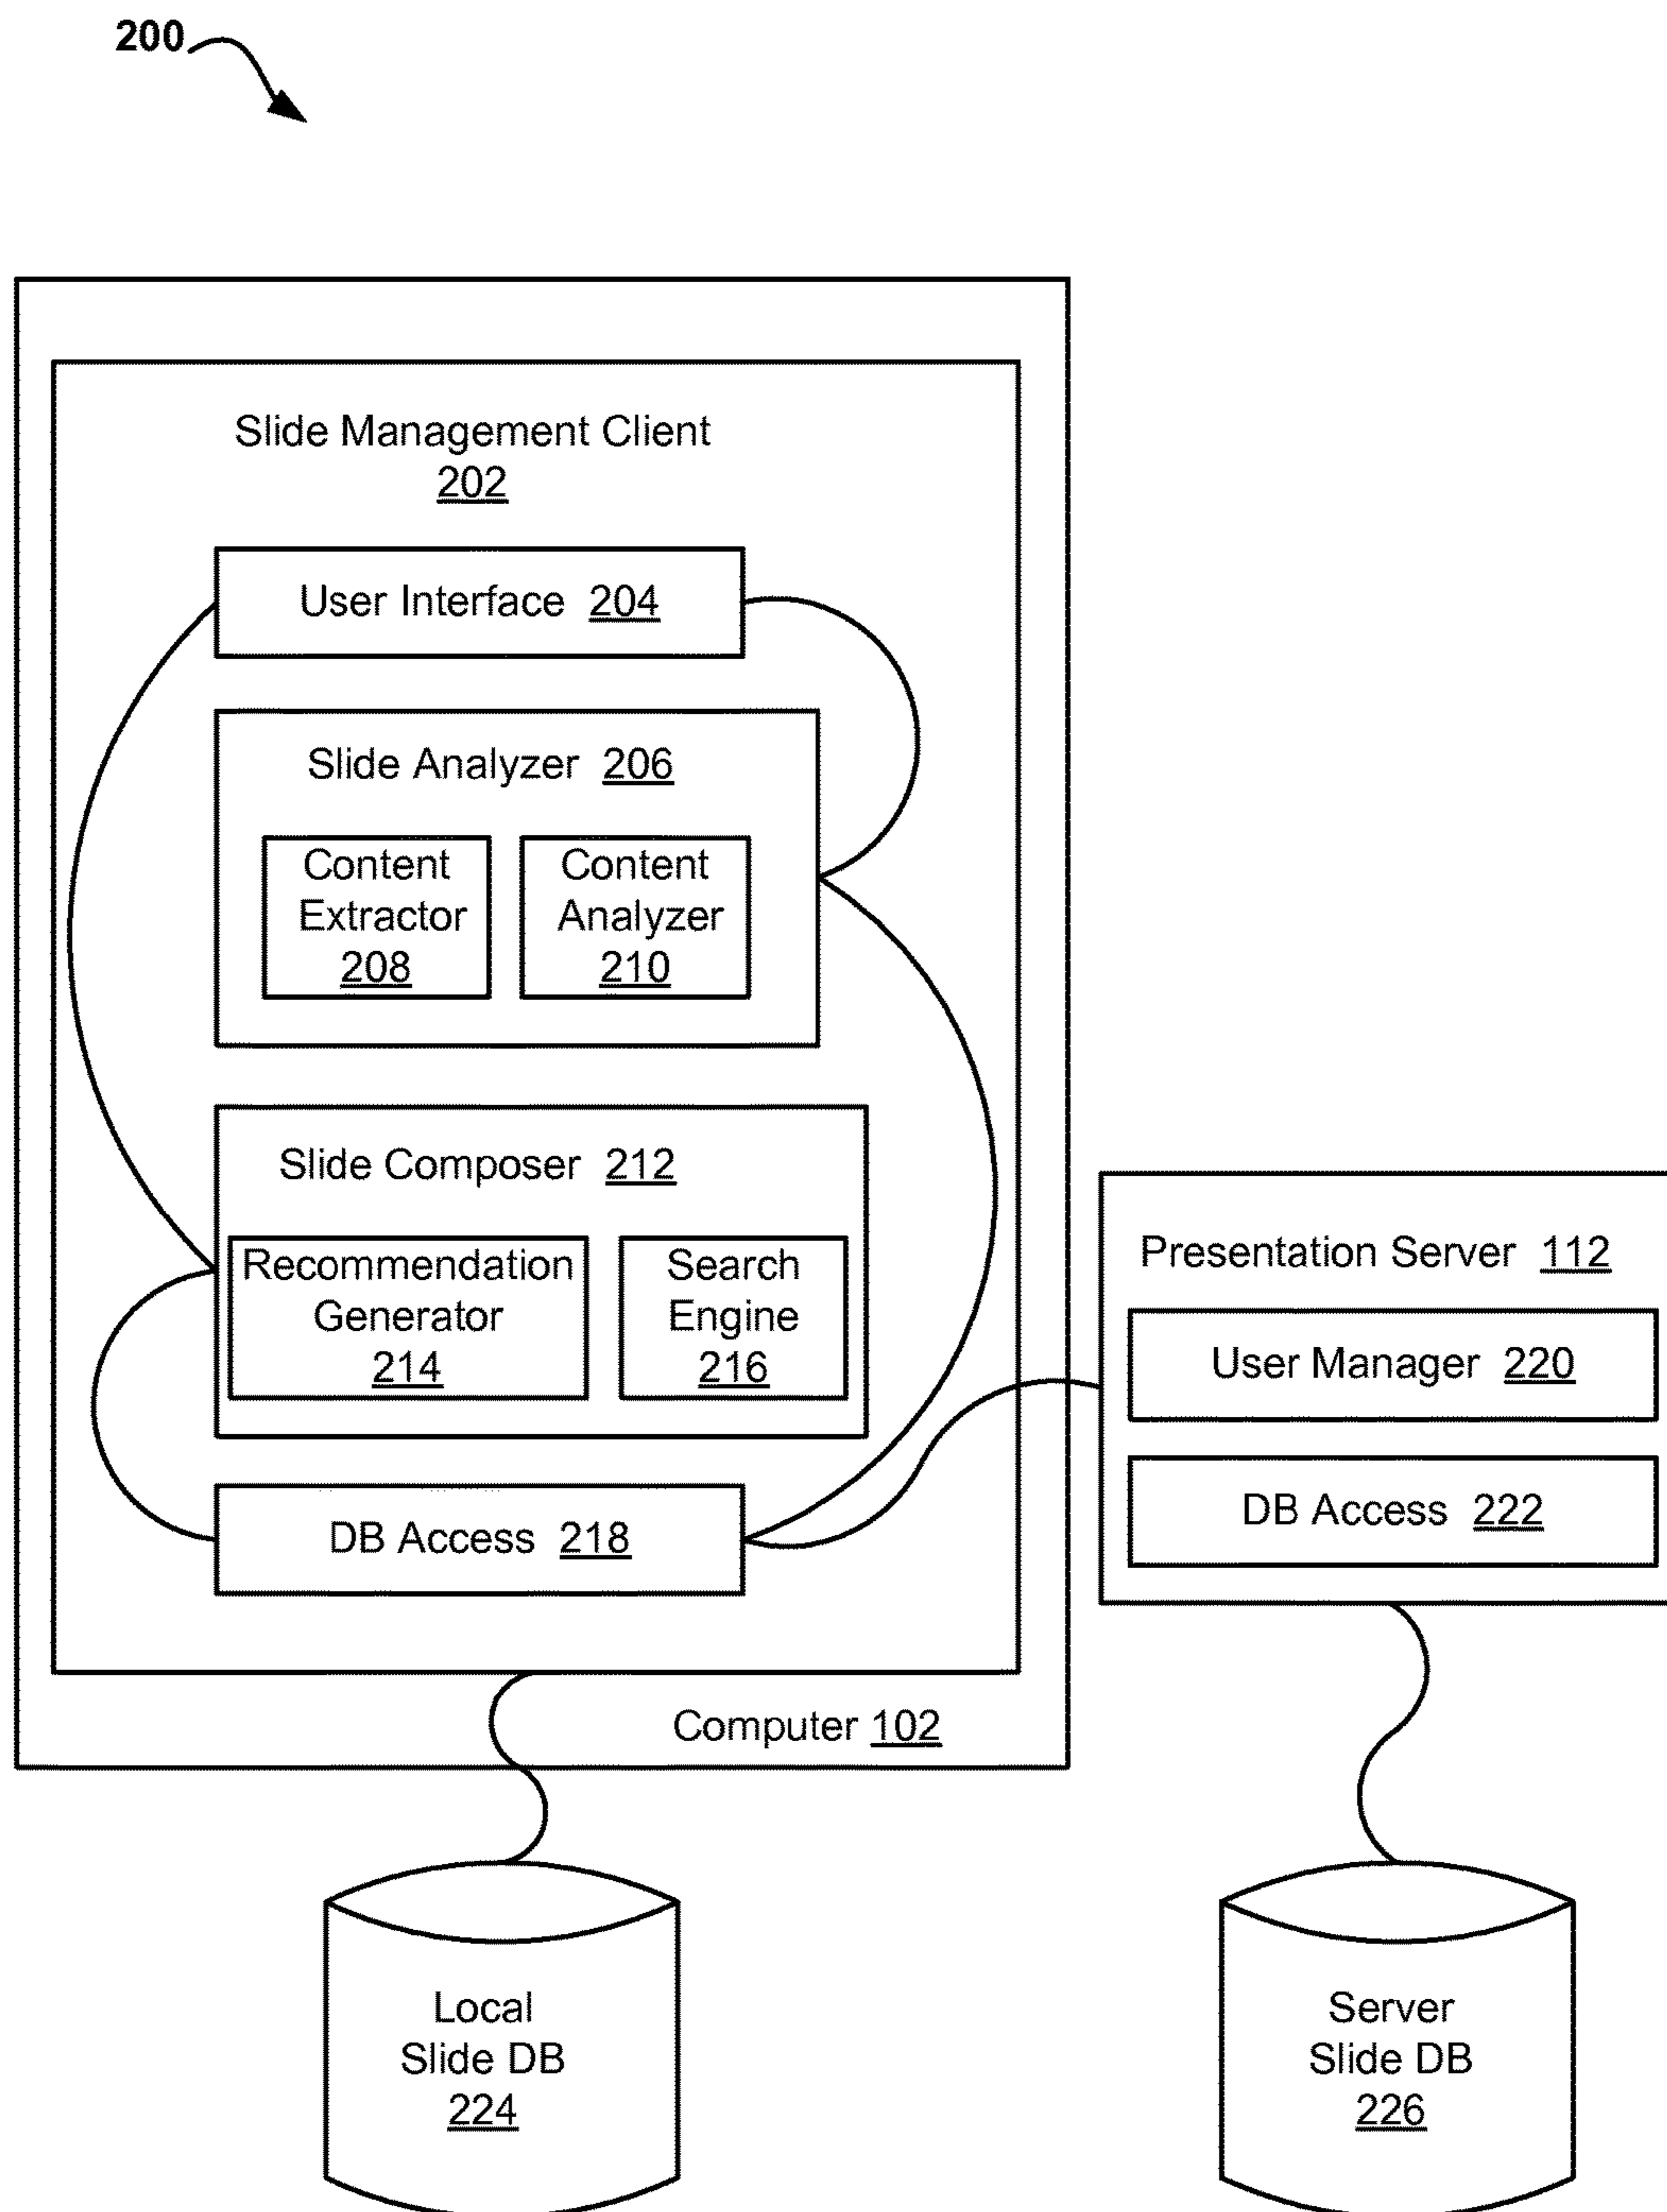 200
Slide Management Client
202
User Interface 204
Slide Analyzer 206
Content
Extractor
208
Content
Analyzer
210
Slide Composer 212
Recommendation
Generator
214
Search
Engine
216
DB Access 218
Computer 102
Presentation Server 112
User Manager 220
DB Access 222
Local
Slide DB
224
Server
Slide DB
226